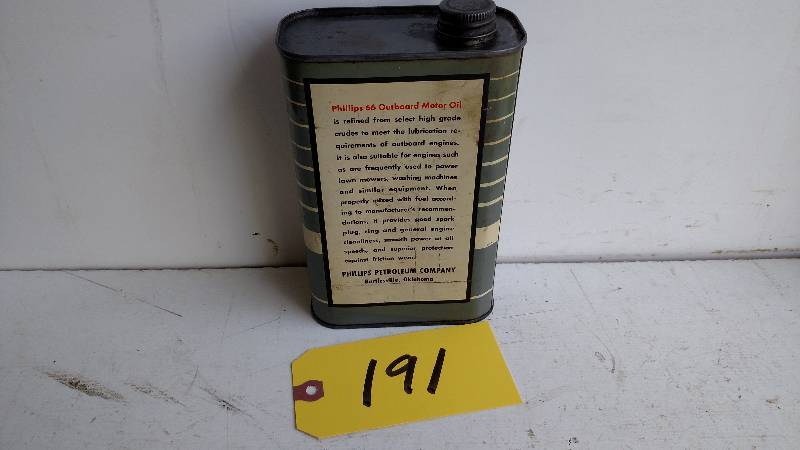 Phillips 66 Outboard Motor Oil
is refined from select high grade
crudes to meet the lubrication re-
quirements of outboard engines.
It is also suitable for engines such
as are frequently used to power
lawn mowers, washing machines
and similar equipment. When
properly mixed with fuel accord-
ing to manufacturer's recommen-
dations, it provides good spark
plug, ring and general engine
cleanliness, smooth power at all
speeds, and superior protection
against friction wear.
PHILLIPS PETROLEUM COMPANY
Bartlesville, Oklahoma
191